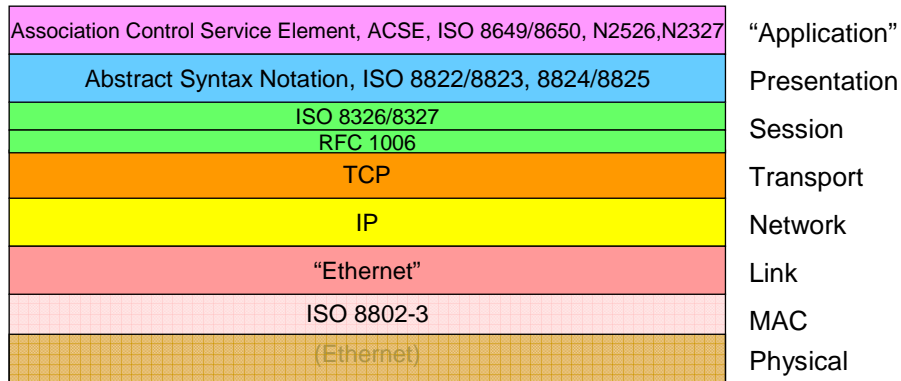 Association Control Service Element, ACSE, ISO 8649/8650, N2526,N2327 “Application”
Abstract Syntax Notation, ISO 8822/8823, 8824/8825 Presentation
ISO 8326/8327
Session
RFC 1006
TCP Transport
IP Network
“Ethernet” Link
ISO 8802-3 MAC
(Ethernet) Physical